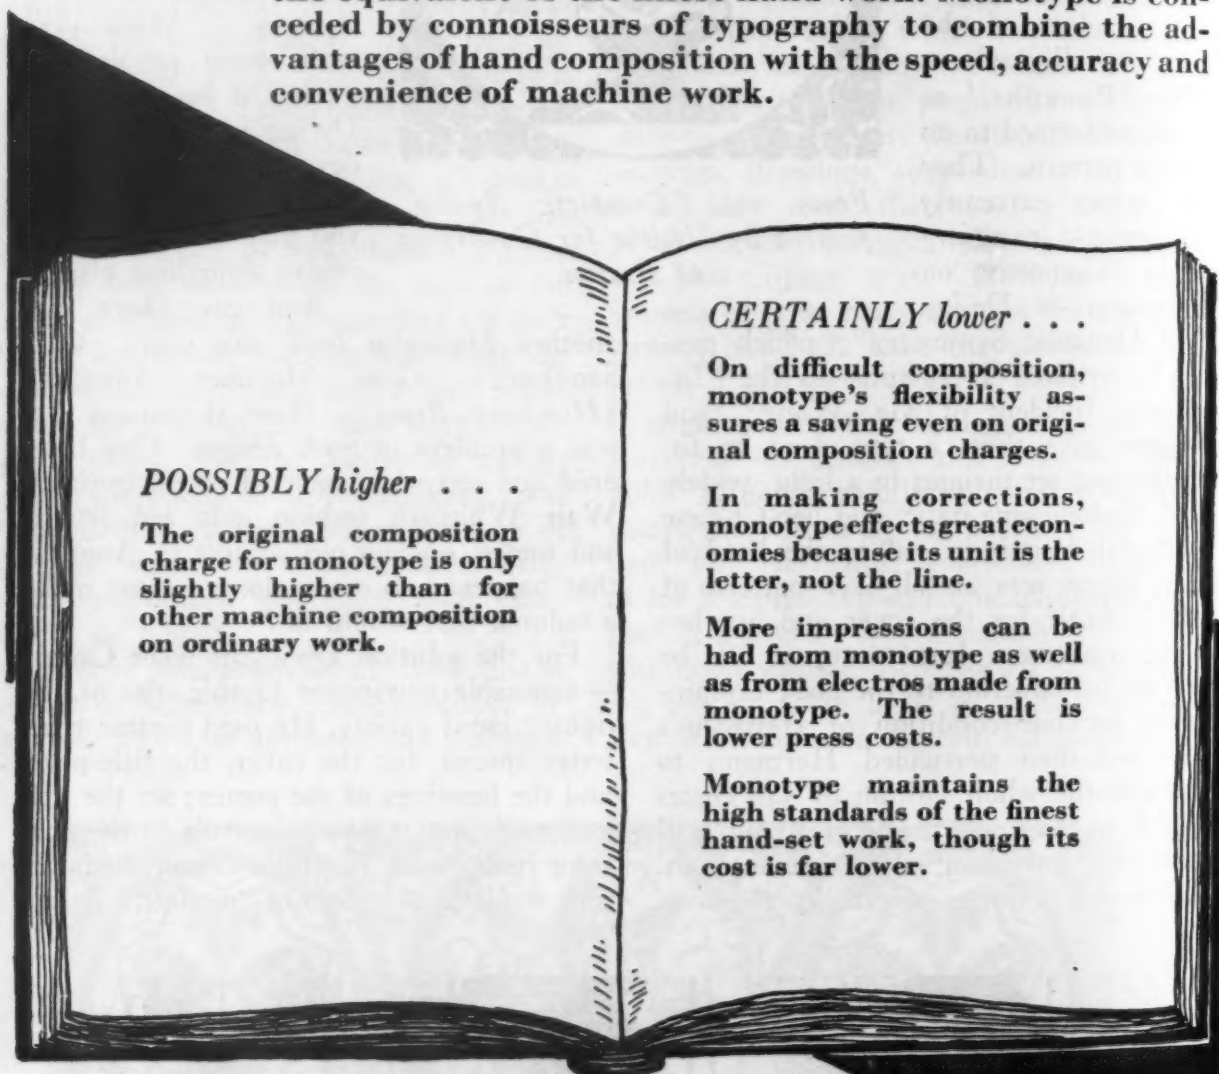 ceded by connoisseurs of typography to combine the ad-
vantages of hand composition with the speed, accuracy and
convenience of machine work.
POSSIBLY higher . . .
The original composition
charge for monotype is only
slightly higher than for
other machine composition
on ordinary work.
CERTAINLY lower . . .
On difficult composition,
monotype's flexibility as-
sures a saving even on origi-
nal composition charges.
In making corrections,
monotype effects great econ-
omies because its unit is the
letter, not the line.
More impressions can be
had from monotype as well
as from electros made from
monotype. The result is
lower press costs.
Monotype maintains the
high standards of the finest
hand-set work, though its
cost is far lower.